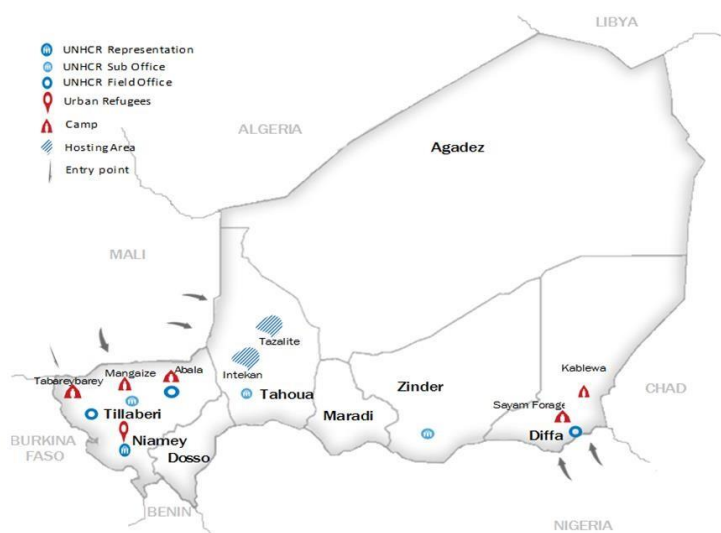 LIBYA
UNHCR Representation
UNHCR Sub Office
UNHCR Field Office
Urban Refugees
Camp
Hosting Area
Entry point
ALGERIA
Agadez
MALI
Tazalite
Intekan
Tabareybarey
Mangaize
Abala
Kablewa
Zinder
CHAD
Tahoua
Sayam Forage
Tillaberi
Maradi
Diffa
BURKINA
FASO
Niamey
Dosso
BENIN
NIGERIA